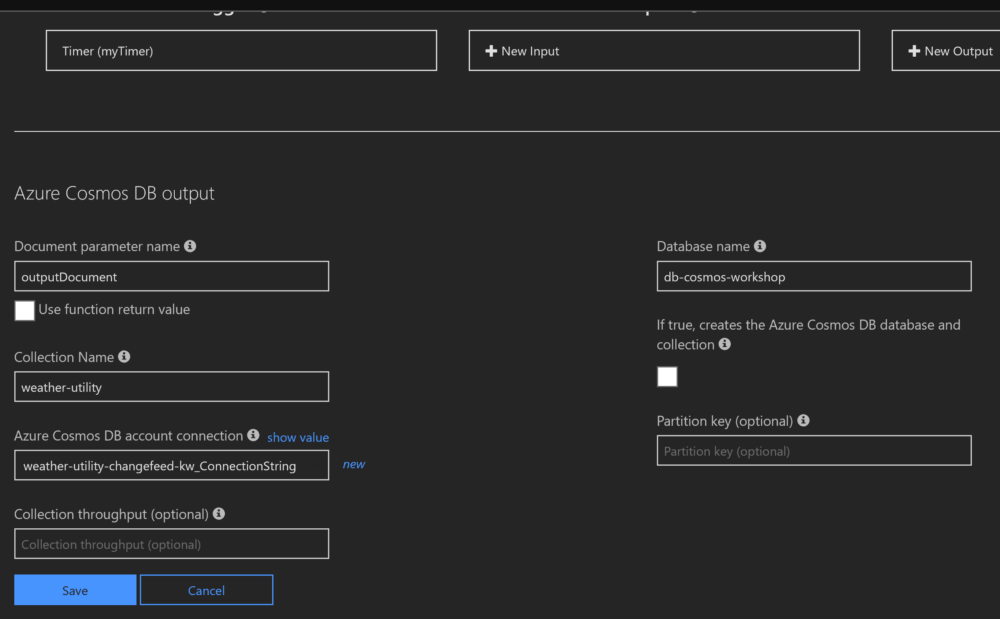 Timer (myTimer)
New Input
New Output
Azure Cosmos DB output
Document parameter name
outputDocument
Use function return value
Collection Name
weather-utility
Azure Cosmos DB account connection show value
weather-utility-changefeed-kw_ConnectionString new
Collection throughput (optional)
Collection throughput (optional)
Save Cancel
Database name
db-cosmos-workshop
If true, creates the Azure Cosmos DB database and
collection
Partition key (optional)
Partition key (optional)